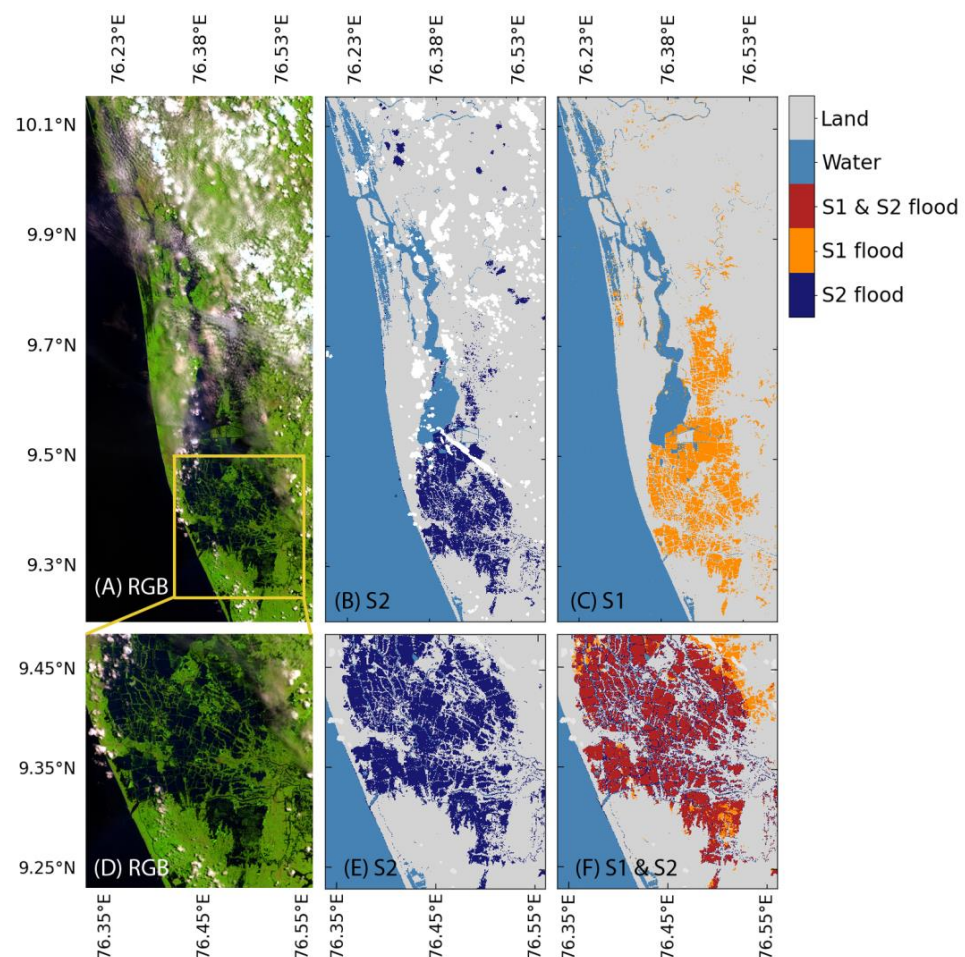 76.23°E
76.38°E
76.53°E
76.23°E
76.38°E
76.53°E
76.23°E
76.38°E
76.53°E
10.1°N
9.9°N
9.7°N
9.5°N
9.3°N
(A) RGB
(B) S2
(C) S1
Land
Water
S1 & S2 flood
S1 flood
S2 flood
9.45°N
9.35°N
9.25°N
(D) RGB
(E) S2
(F) S1 & S2
76.35°E
76.45°E
76.55°E
76.35°E
76.45°E
76.55°E
76.35°E
76.45°E
76.55°E